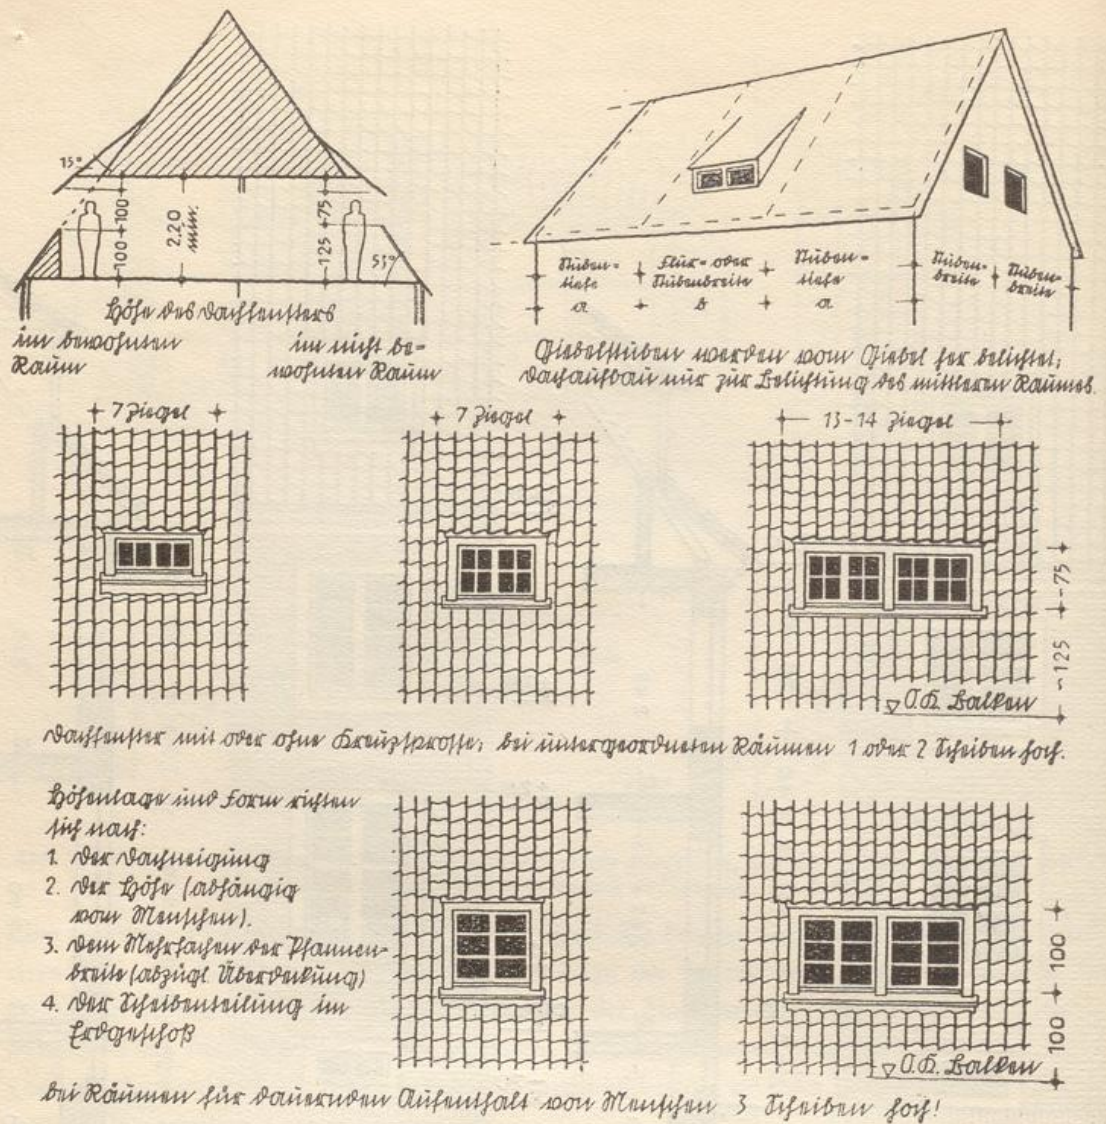 15°
100 + 100
2.20 min.
125 + 75
53°
Höhe des Dachfensters
im bewohnten Raum
im nicht be=
wohnten Raum
Stuben=
tiefe
a
Flur= oder
Stubenbreite
b
Stuben=
tiefe
a
Stuben=
breite
Stuben=
breite
Giebelstuben werden vom Giebel her belichtet,
Dachaufbau nur zur Belichtung des mittleren Raumes.
7 Ziegel
7 Ziegel
13-14 Ziegel
75
125
O.K. Balken
Dachfenster mit oder ohne Kreuzsprosse, bei untergeordneten Räumen 1 oder 2 Scheiben hoch.
Höhenlage und Form richten
sich nach:
1. der Dachneigung
2. der Höhe (abhängig
vom Menschen).
3. dem Mehrfachen der Pfannen=
breite (abzügl. Überdeckung)
4. der Scheibenteilung im
Erdgeschoß
100
100
O.K. Balken
bei Räumen für dauernden Aufenthalt von Menschen 3 Scheiben hoch!